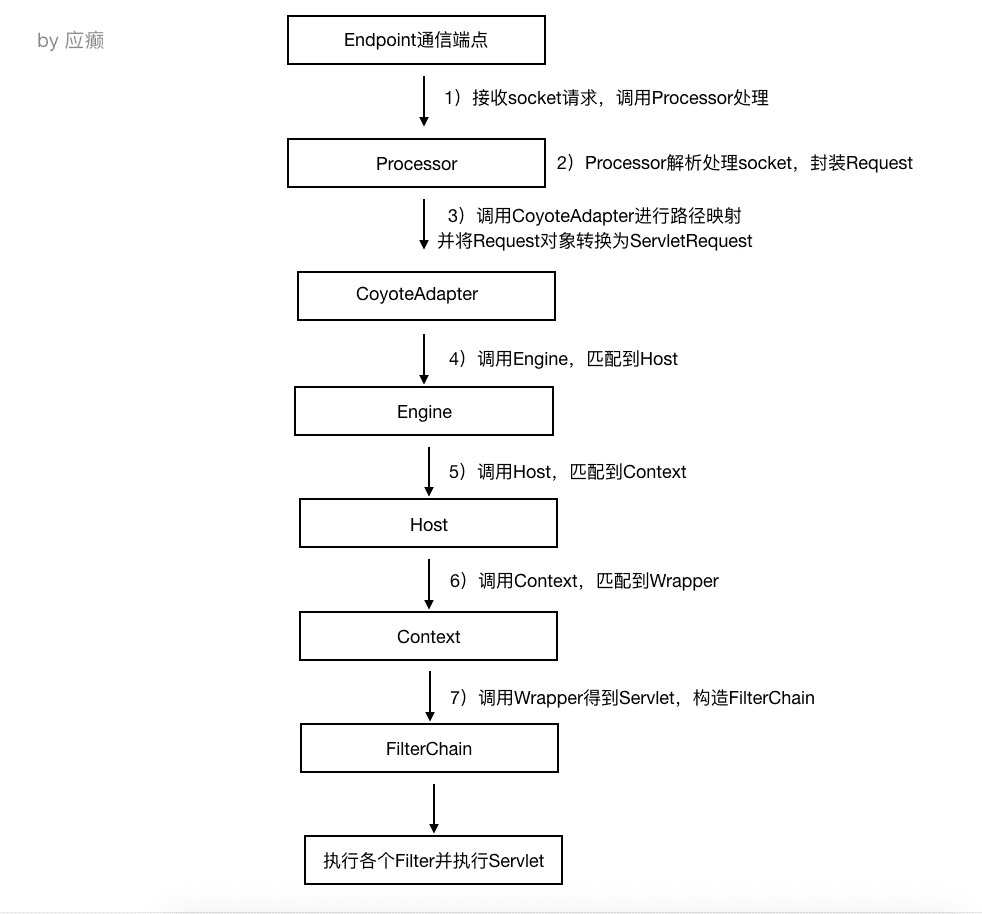 by 应癫
Endpoint通信端点
1）接收socket请求，调用Processor处理
Processor
2）Processor解析处理socket，封装Request
3）调用CoyoteAdapter进行路径映射
并将Request对象转换为ServletRequest
CoyoteAdapter
4）调用Engine，匹配到Host
Engine
5）调用Host，匹配到Context
Host
6）调用Context，匹配到Wrapper
Context
7）调用Wrapper得到Servlet，构造FilterChain
FilterChain
执行各个Filter并执行Servlet